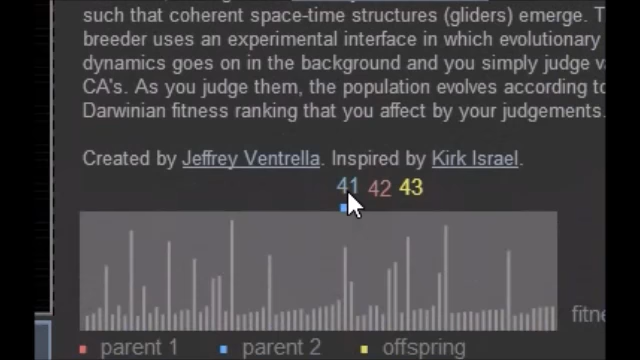 such that coherent space-time structures (gliders) emerge.
breeder uses an experimental interface in which evolutionary
dynamics goes on in the background and you simply judge
CA's. As you judge them, the population evolves according to
Darwinian fitness ranking that you affect by your judgements.
Created by Jeffrey Ventrella. Inspired by Kirk Israel.
41 42 43
parent 1 parent 2 offspring